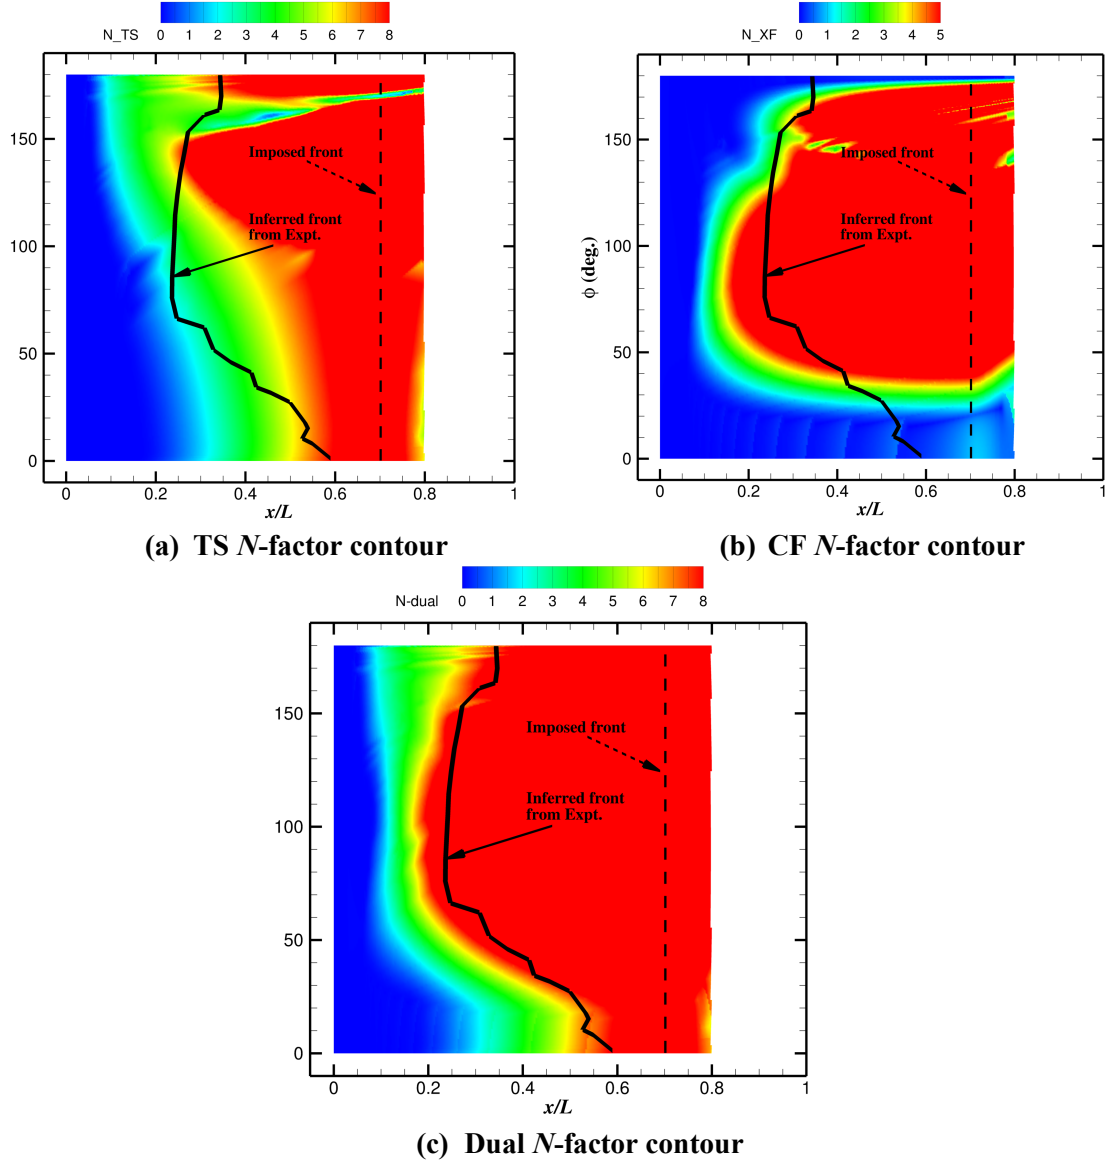 N_TS 0 1 2 3 4 5 6 7 8
150
100
50
0
Imposed front
Inferred front
from Expt.
0 0.2 0.4 0.6 0.8 1
x/L
(a) TS N-factor contour
N_XF 0 1 2 3 4 5
ϕ (deg.)
150
100
50
0
Imposed front
Inferred front
from Expt.
0 0.2 0.4 0.6 0.8 1
x/L
(b) CF N-factor contour
N-dual 0 1 2 3 4 5 6 7 8
150
100
50
0
Imposed front
Inferred front
from Expt.
0 0.2 0.4 0.6 0.8 1
x/L
(c) Dual N-factor contour